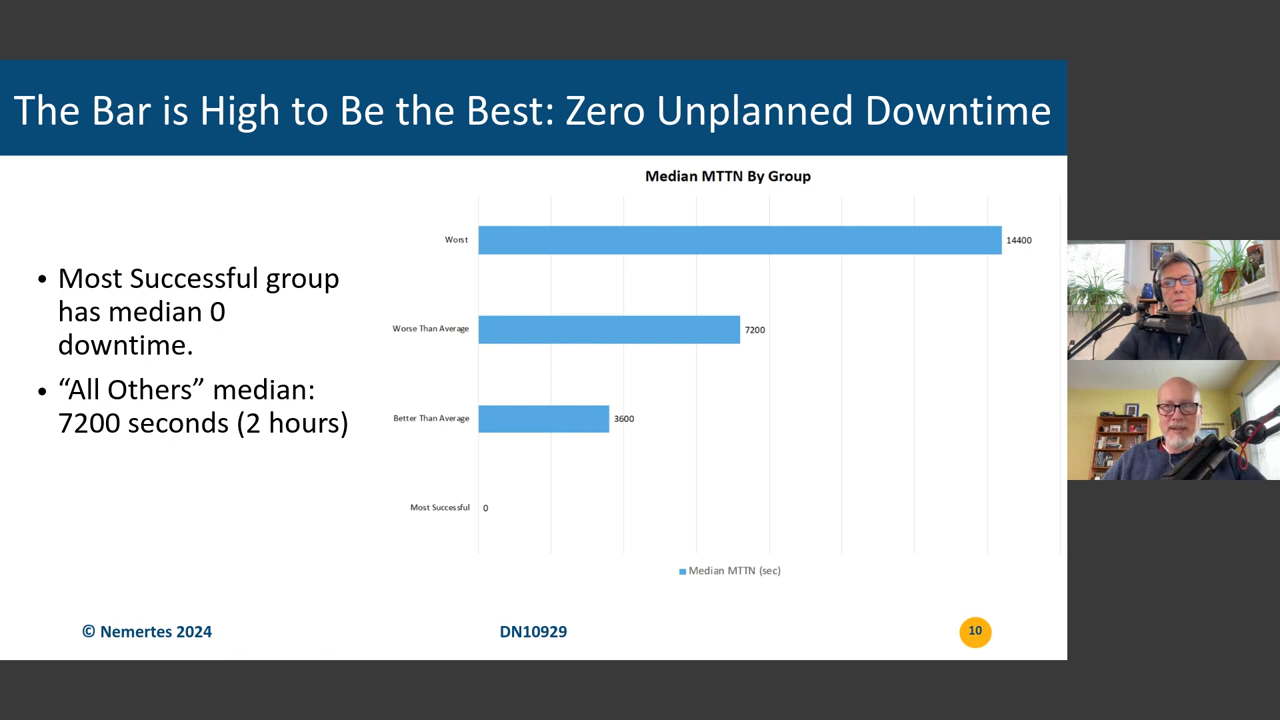 The Bar is High to Be the Best: Zero Unplanned Downtime
• Most Successful group
has median 0
downtime.
• “All Others” median:
7200 seconds (2 hours)
Median MTTN By Group
Worst
14400
Worse Than Average
7200
Better Than Average
3600
Most Successful
0
Median MTTN (sec)
© Nemertes 2024
DN10929
10